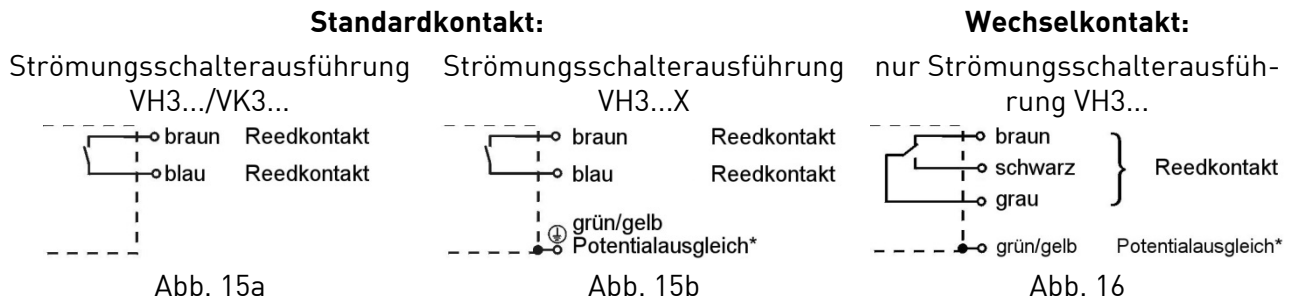 Standardkontakt:
Wechselkontakt:
Strömungsschalterausführung
VH3.../VK3...
braun Reedkontakt
blau Reedkontakt
Abb. 15a
Strömungsschalterausführung
VH3...X
braun Reedkontakt
blau Reedkontakt
grün/gelb
Potentialausgleich*
Abb. 15b
nur Strömungsschalterausfüh-
rung VH3...
braun
schwarz Reedkontakt
grau
grün/gelb Potentialausgleich*
Abb. 16